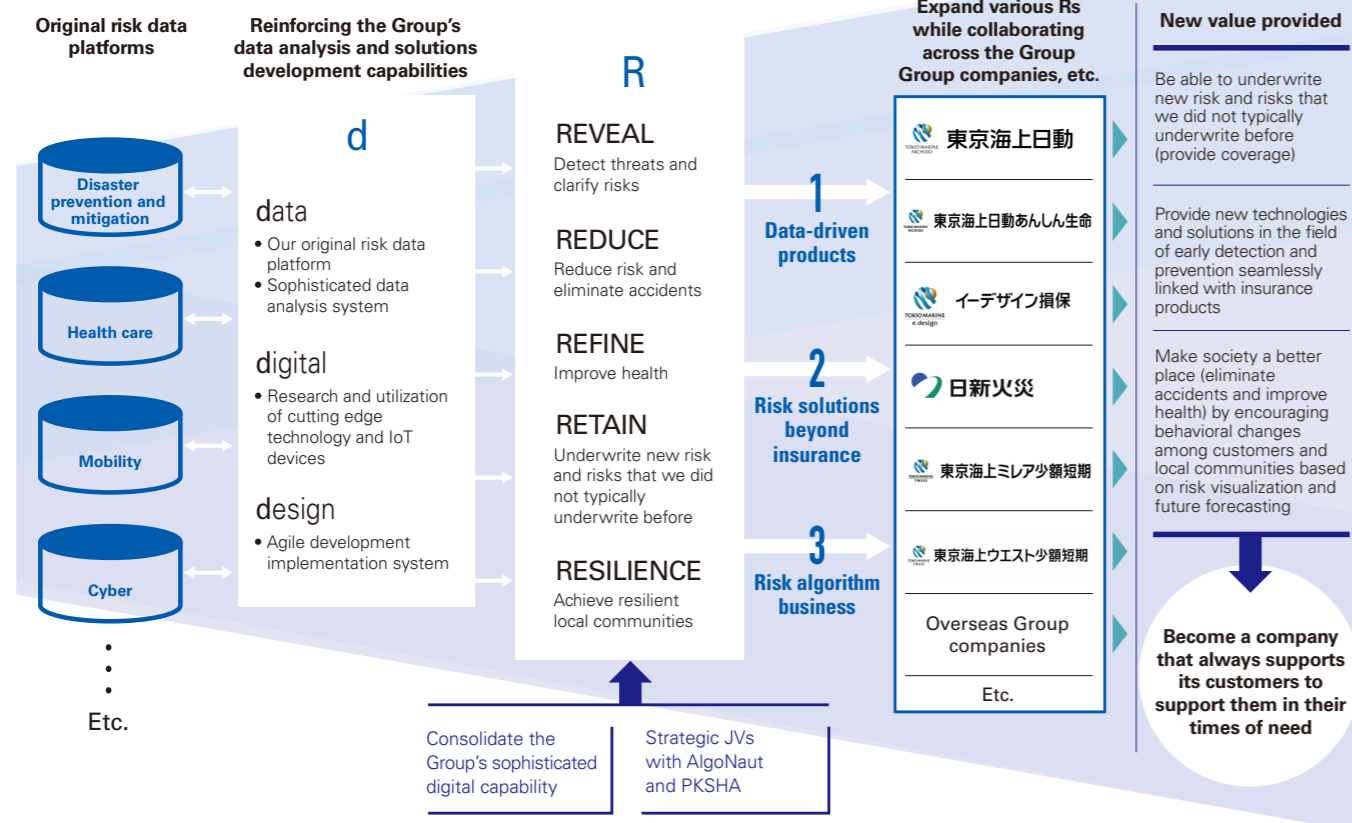 Original risk data
platforms
Disaster
prevention and
mitigation
Health care
Mobility
Cyber
Etc.
Reinforcing the Group's
data analysis and solutions
development capabilities
d
data
• Our original risk data
platform
• Sophisticated data
analysis system
digital
• Research and utilization
of cutting edge
technology and IoT
devices
design
• Agile development
implementation system
R
REVEAL
Detect threats and
clarify risks
REDUCE
Reduce risk and
eliminate accidents
REFINE
Improve health
RETAIN
Underwrite new risk
and risks that we did
not typically
underwrite before
RESILIENCE
Achieve resilient
local communities
Consolidate the
Group's sophisticated
digital capability
Strategic JVs
with AlgoNaut
and PKSHA
1
Data-driven
products
2
Risk solutions
beyond
insurance
3
Risk algorithm
business
Expand various Rs
while collaborating
across the Group
Group companies, etc.
TOKIO MARINE
NICHIDO
東京海上日動
TOKIO MARINE
NICHIDO
東京海上日動あんしん生命
TOKIO MARINE
e.design
イーデザイン損保
日新火災
TOKIO MARINE
東京海上ミレア少額短期
TOKIO MARINE
東京海上ウエスト少額短期
Overseas Group
companies
Etc.
New value provided
Be able to underwrite
new risk and risks that
we did not typically
underwrite before
(provide coverage)
Provide new technologies
and solutions in the field
of early detection and
prevention seamlessly
linked with insurance
products
Make society a better
place (eliminate
accidents and improve
health) by encouraging
behavioral changes
among customers and
local communities based
on risk visualization and
future forecasting
Become a company
that always supports
its customers to
support them in their
times of need